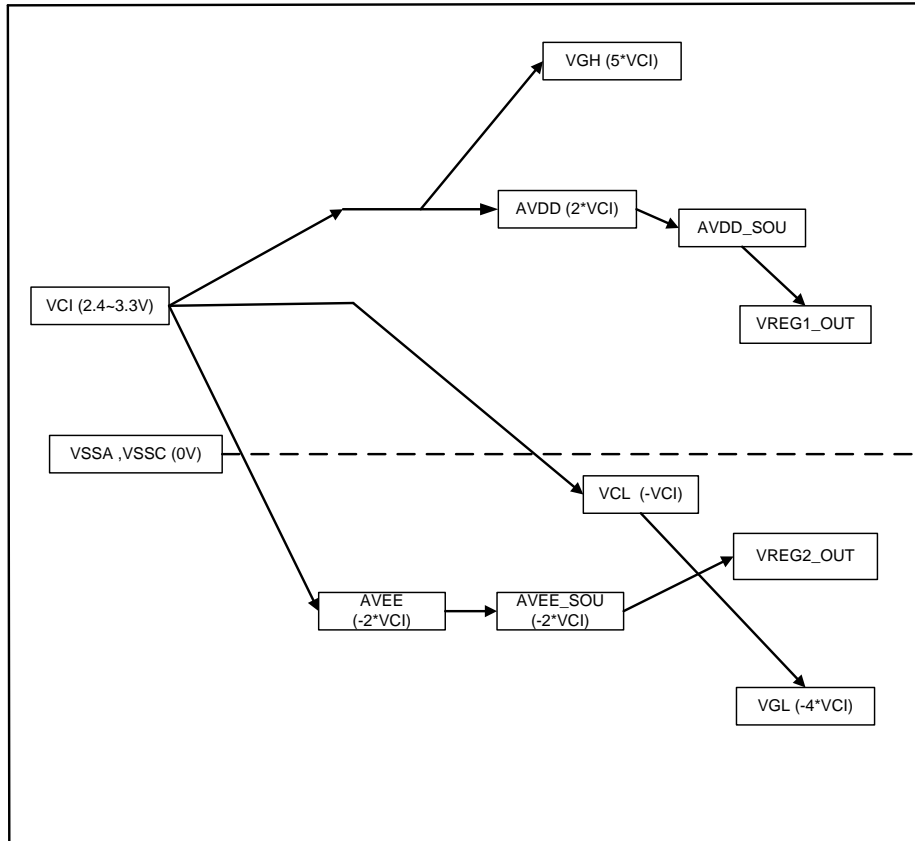 VGH (5*VCI)
AVDD (2*VCI)
AVDD_SOU
VCI (2.4~3.3V)
VREG1_OUT
VSSA ,VSSC (0V)
VCL (-VCI)
VREG2_OUT
AVEE
(-2*VCI)
AVEE_SOU
(-2*VCI)
VGL (-4*VCI)